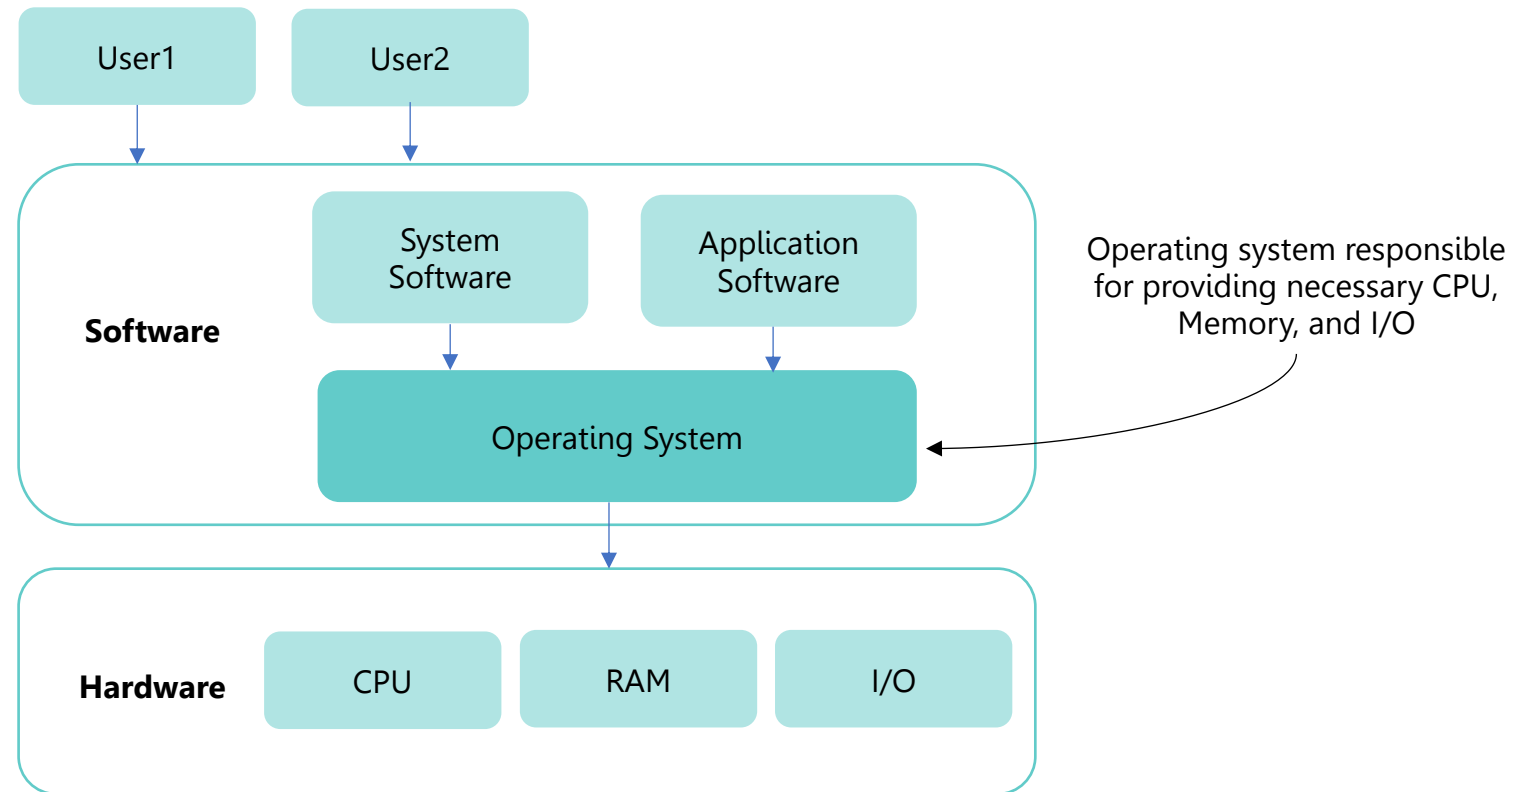 User1
User2
System
Software
Application
Software
Software
Operating System
Operating system responsible
for providing necessary CPU,
Memory, and I/O
Hardware
CPU
RAM
I/O